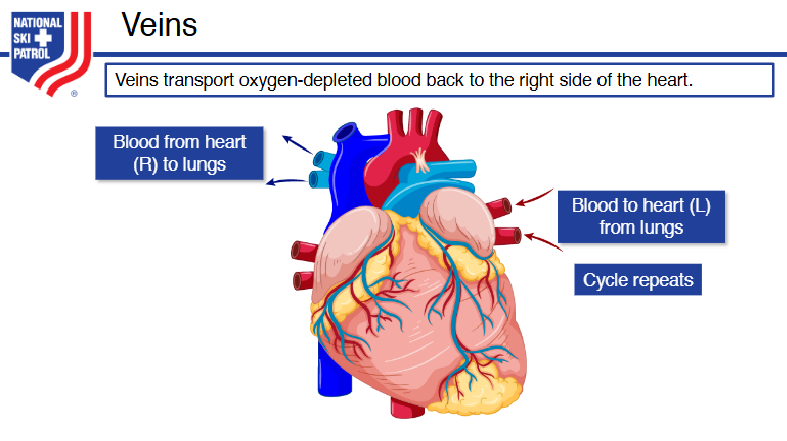 NATIONAL
SKI
PATROL
®
Veins
Veins transport oxygen-depleted blood back to the right side of the heart.
Blood from heart
(R) to lungs
Blood to heart (L)
from lungs
Cycle repeats